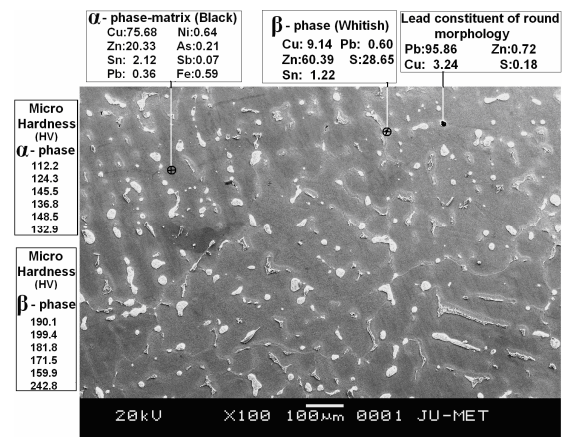 α- phase-matrix (Black)
Cu:75.68 Ni:0.64
Zn:20.33 As:0.21
Sn: 2.12 Sb:0.07
Pb: 0.36 Fe:0.59
β- phase (Whitish)
Cu: 9.14 Pb: 0.60
Zn:60.39 S:28.65
Sn: 1.22
Lead constituent of round
morphology
Pb:95.86 Zn:0.72
Cu: 3.24 S:0.18
Micro
Hardness
(HV)
α- phase
112.2
124.3
145.5
136.8
148.5
132.9
Micro
Hardness
(HV)
β- phase
190.1
199.4
181.8
171.5
159.9
242.8
20kV X100 100µm 0001 JU-MET